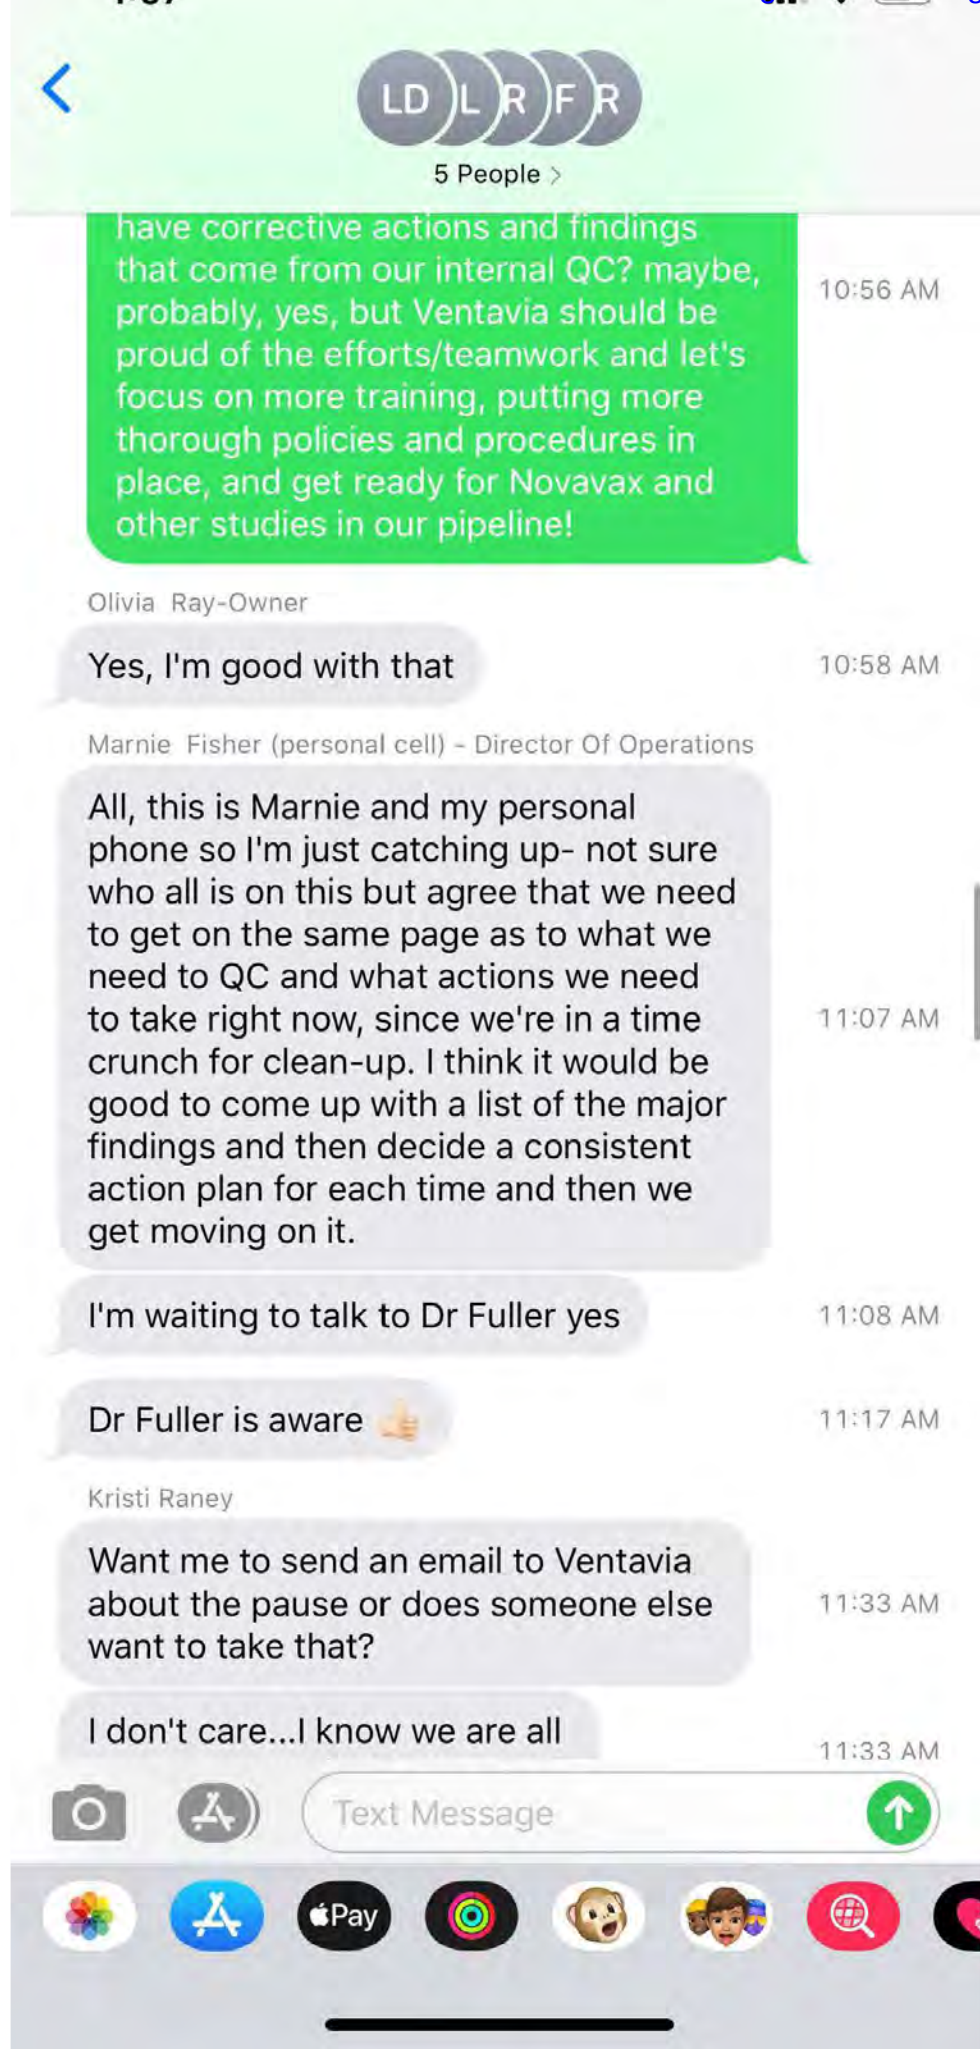 LD L R F R
5 People >
have corrective actions and findings
that come from our internal QC? maybe,
probably, yes, but Ventavia should be
proud of the efforts/teamwork and let's
focus on more training, putting more
thorough policies and procedures in
place, and get ready for Novavax and
other studies in our pipeline!
10:56 AM
Olivia Ray-Owner
Yes, I'm good with that
10:58 AM
Marnie Fisher (personal cell) - Director Of Operations
All, this is Marnie and my personal
phone so I'm just catching up- not sure
who all is on this but agree that we need
to get on the same page as to what we
need to QC and what actions we need
to take right now, since we're in a time
crunch for clean-up. I think it would be
good to come up with a list of the major
findings and then decide a consistent
action plan for each time and then we
get moving on it.
11:07 AM
I'm waiting to talk to Dr Fuller yes
11:08 AM
Dr Fuller is aware 👍🏻
11:17 AM
Kristi Raney
Want me to send an email to Ventavia
about the pause or does someone else
want to take that?
11:33 AM
I don't care...I know we are all
11:33 AM
Text Message
Pay